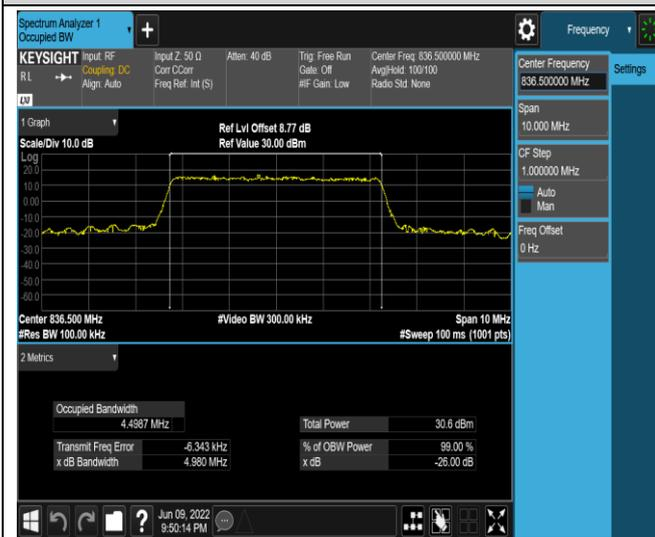 Spectrum Analyzer 1
Occupied BW
+
Frequency
KEYSIGHT
RL
LXI
Input: RF
Coupling: DC
Align: Auto
Input Z: 50 Ω
Corr CCorr
Freq Ref: Int (S)
Atten: 40 dB
Trig: Free Run
Gate: Off
#IF Gain: Low
Center Freq: 836.500000 MHz
Avg|Hold: 100/100
Radio Std: None
Center Frequency
836.500000 MHz
Settings
Span
10.000 MHz
CF Step
1.000000 MHz
Auto
Man
Freq Offset
0 Hz
1 Graph
Scale/Div 10.0 dB
Ref Lvl Offset 8.77 dB
Ref Value 30.00 dBm
Log
20.0
10.0
0.00
-10.0
-20.0
-30.0
-40.0
-50.0
-60.0
Center 836.500 MHz
#Video BW 300.00 kHz
Span 10 MHz
#Res BW 100.00 kHz
#Sweep 100 ms (1001 pts)
2 Metrics
Occupied Bandwidth
4.4987 MHz
Total Power 30.6 dBm
Transmit Freq Error -6.343 kHz
% of OBW Power 99.00 %
x dB Bandwidth 4.980 MHz
x dB -26.00 dB
?
Jun 09, 2022
9:50:14 PM